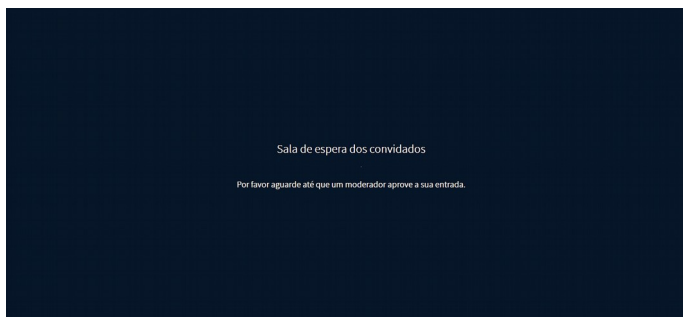 Sala de espera dos convidados
Por favor aguarde até que um moderador aprove a sua entrada.